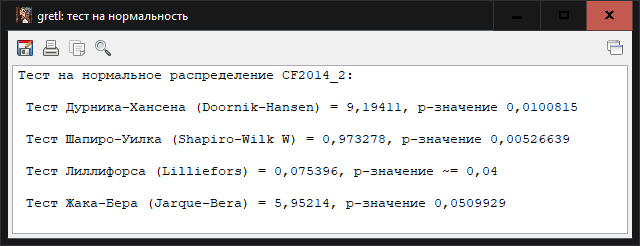 gretl: тест на нормальность
Тест на нормальное распределение CF2014_2:
Тест Дурника-Хансена (Doornik-Hansen) = 9,19411, p-значение 0,0100815
Тест Шапиро-Уилка (Shapiro-Wilk W) = 0,973278, p-значение 0,00526639
Тест Лиллифорса (Lilliefors) = 0,075396, p-значение ~= 0,04
Тест Жака-Бера (Jarque-Bera) = 5,95214, p-значение 0,0509929